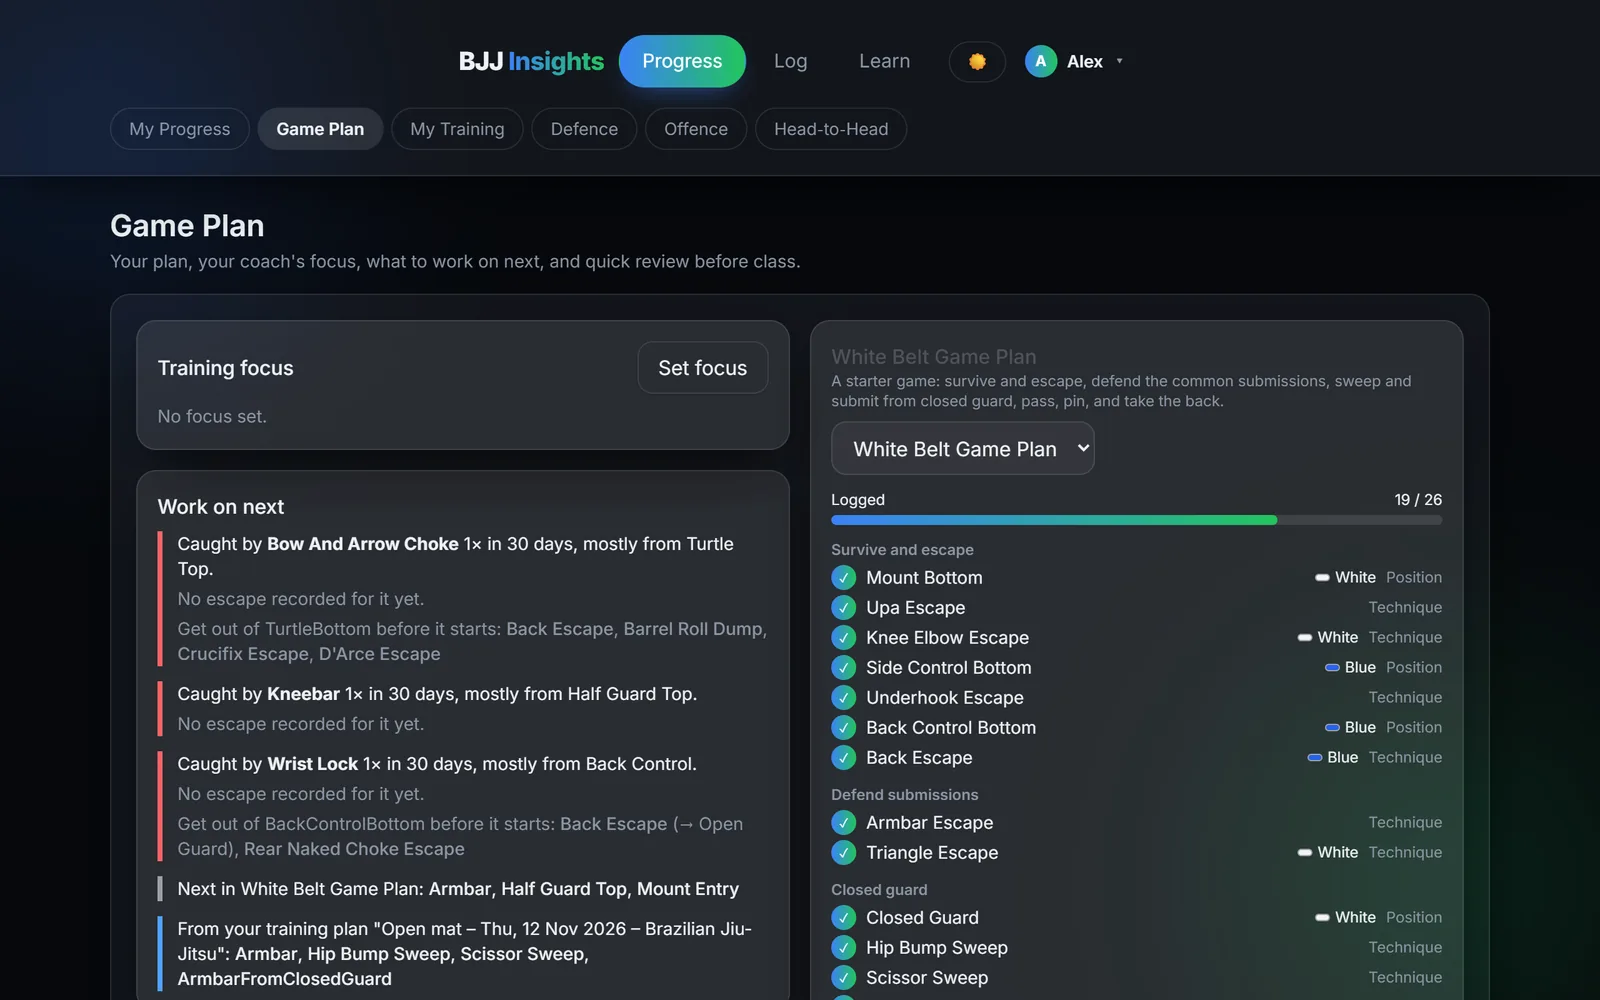 BJJ Insights
Progress
Log
Learn
A
Alex
My Progress
Game Plan
My Training
Defence
Offence
Head-to-Head
Game Plan
Your plan, your coach's focus, what to work on next, and quick review before class.
Training focus
Set focus
No focus set.
Work on next
Caught by Bow And Arrow Choke 1× in 30 days, mostly from Turtle
Top.
No escape recorded for it yet.
Get out of TurtleBottom before it starts: Back Escape, Barrel Roll Dump,
Crucifix Escape, D'Arce Escape
Caught by Kneebar 1× in 30 days, mostly from Half Guard Top.
No escape recorded for it yet.
Caught by Wrist Lock 1× in 30 days, mostly from Back Control.
No escape recorded for it yet.
Get out of BackControlBottom before it starts: Back Escape (→ Open
Guard), Rear Naked Choke Escape
Next in White Belt Game Plan: Armbar, Half Guard Top, Mount Entry
From your training plan "Open mat – Thu, 12 Nov 2026 – Brazilian Jiu-
Jitsu": Armbar, Hip Bump Sweep, Scissor Sweep,
ArmbarFromClosedGuard
White Belt Game Plan
A starter game: survive and escape, defend the common submissions, sweep and
submit from closed guard, pass, pin, and take the back.
White Belt Game Plan
Logged 19 / 26
Survive and escape
Mount Bottom White Position
Upa Escape Technique
Knee Elbow Escape White Technique
Side Control Bottom Blue Position
Underhook Escape Technique
Back Control Bottom Blue Position
Back Escape Blue Technique
Defend submissions
Armbar Escape Technique
Triangle Escape White Technique
Closed guard
Closed Guard White Position
Hip Bump Sweep Technique
Scissor Sweep Technique